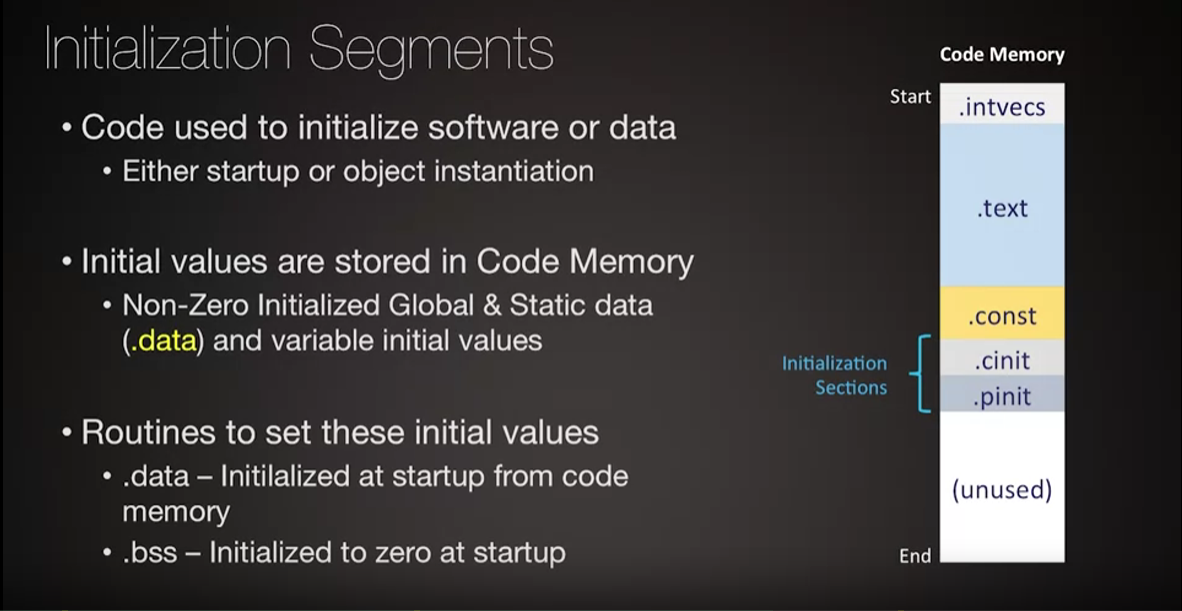 Initialization Segments
• Code used to initialize software or data
• Either startup or object instantiation
• Initial values are stored in Code Memory
• Non-Zero Initialized Global & Static data
(.data) and variable initial values
• Routines to set these initial values
• .data – Initilalized at startup from code
memory
• .bss – Initialized to zero at startup
Code Memory
Start
.intvecs
.text
.const
Initialization
Sections
.cinit
.pinit
(unused)
End